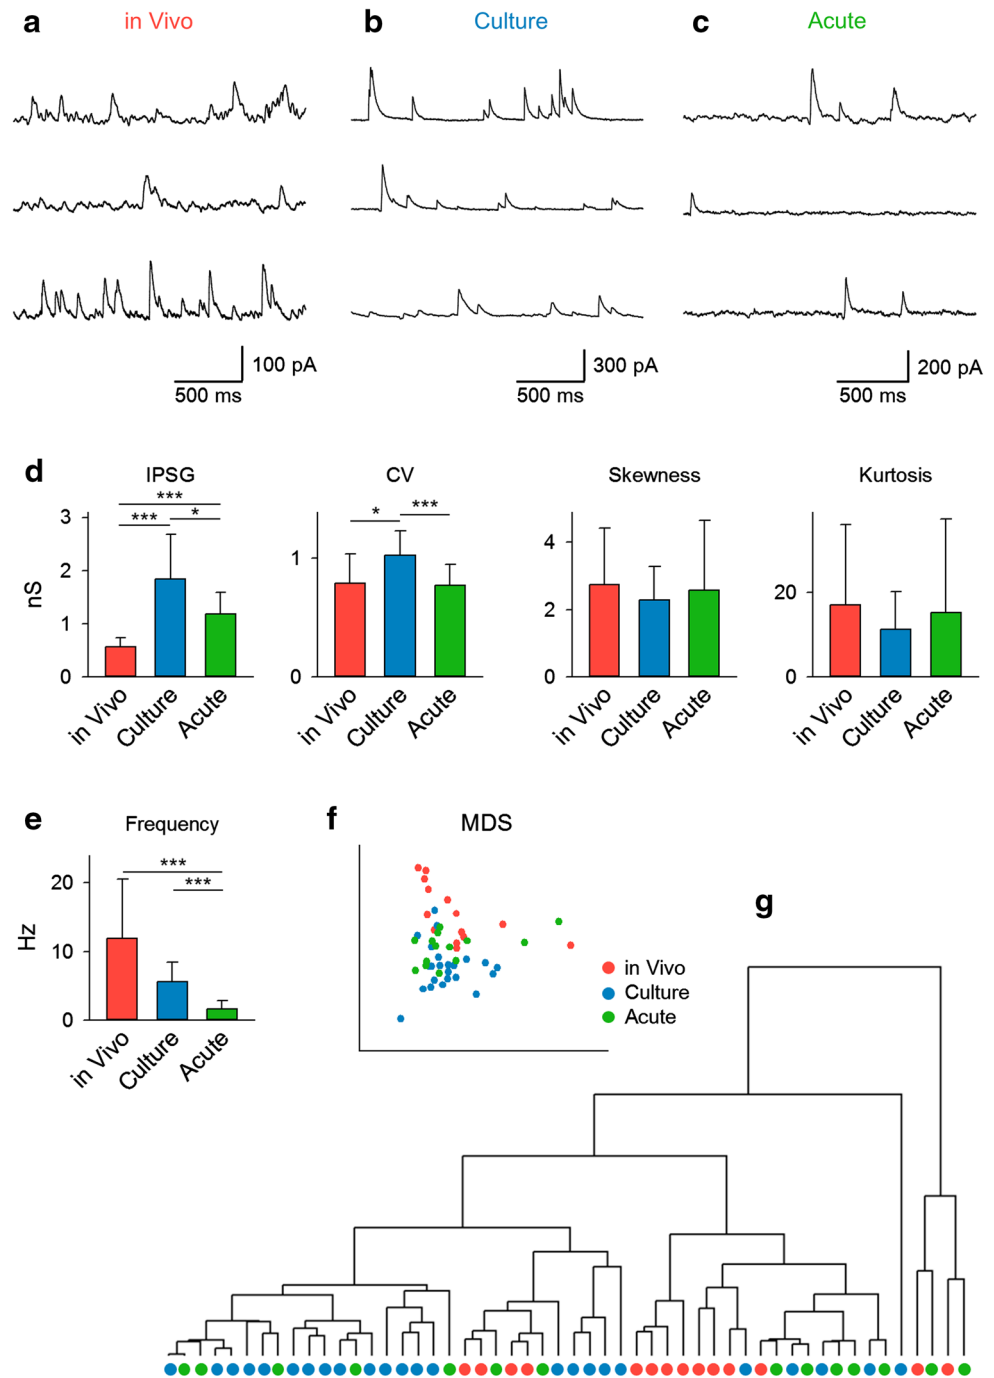 a in Vivo b Culture c Acute
100 pA 300 pA 200 pA
500 ms 500 ms 500 ms
d IPSG CV Skewness Kurtosis
*** * *** * ***
nS
3
2
1
0
1
0
4
2
0
20
0
in Vivo Culture Acute in Vivo Culture Acute in Vivo Culture Acute in Vivo Culture Acute
e Frequency f MDS
*** ***
Hz
20
10
0
in Vivo Culture Acute
g
in Vivo
Culture
Acute